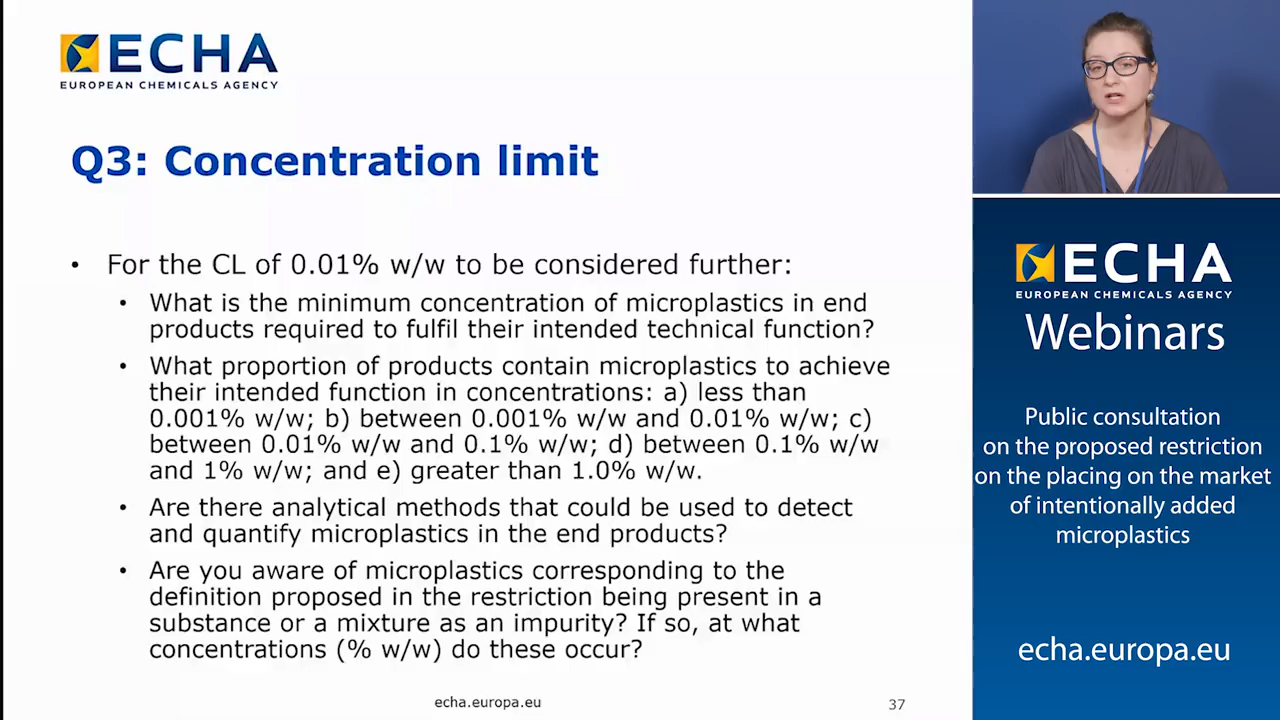 ECHA
EUROPEAN CHEMICALS AGENCY
Q3: Concentration limit
• For the CL of 0.01% w/w to be considered further:
• What is the minimum concentration of microplastics in end
products required to fulfil their intended technical function?
• What proportion of products contain microplastics to achieve
their intended function in concentrations: a) less than
0.001% w/w; b) between 0.001% w/w and 0.01% w/w; c)
between 0.01% w/w and 0.1% w/w; d) between 0.1% w/w
and 1% w/w; and e) greater than 1.0% w/w.
• Are there analytical methods that could be used to detect
and quantify microplastics in the end products?
• Are you aware of microplastics corresponding to the
definition proposed in the restriction being present in a
substance or a mixture as an impurity? If so, at what
concentrations (% w/w) do these occur?
echa.europa.eu
37
ECHA
EUROPEAN CHEMICALS AGENCY
Webinars
Public consultation
on the proposed restriction
on the placing on the market
of intentionally added
microplastics
echa.europa.eu